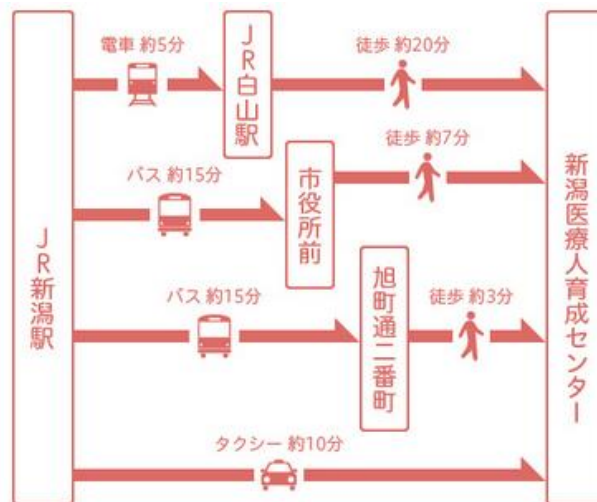 JR新潟駅
電車 約5分
JR白山駅
徒歩 約20分
バス 約15分
市役所前
徒歩 約7分
バス 約15分
旭町通二番町
徒歩 約3分
タクシー 約10分
新潟医療人育成センター